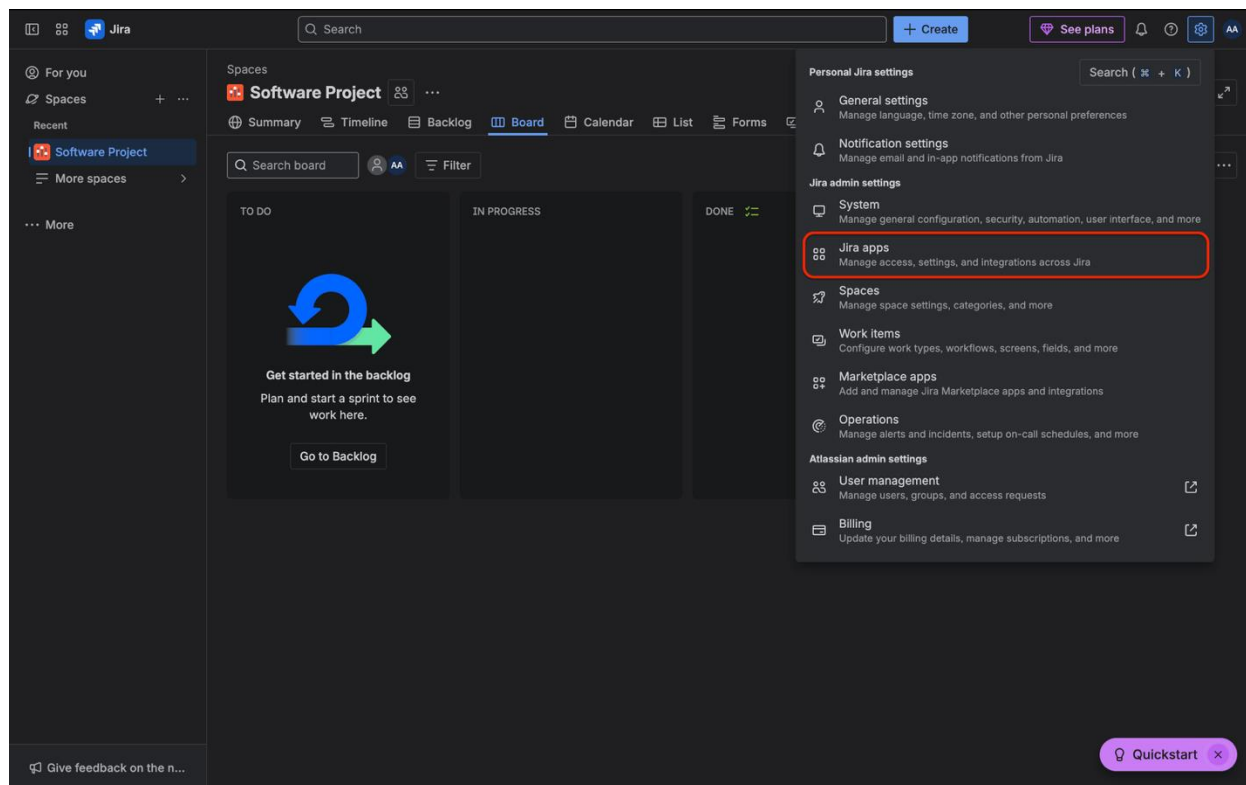 Jira
Search
+ Create
See plans
AA
For you
Spaces
Recent
Software Project
More spaces
More
Give feedback on the n...
Spaces
Software Project
Summary
Timeline
Backlog
Board
Calendar
List
Forms
Search board
AA
Filter
TO DO
IN PROGRESS
DONE
Get started in the backlog
Plan and start a sprint to see
work here.
Go to Backlog
Personal Jira settings
Search ( ⌘ + K )
General settings
Manage language, time zone, and other personal preferences
Notification settings
Manage email and in-app notifications from Jira
Jira admin settings
System
Manage general configuration, security, automation, user interface, and more
Jira apps
Manage access, settings, and integrations across Jira
Spaces
Manage space settings, categories, and more
Work items
Configure work types, workflows, screens, fields, and more
Marketplace apps
Add and manage Jira Marketplace apps and integrations
Operations
Manage alerts and incidents, setup on-call schedules, and more
Atlassian admin settings
User management
Manage users, groups, and access requests
Billing
Update your billing details, manage subscriptions, and more
Quickstart